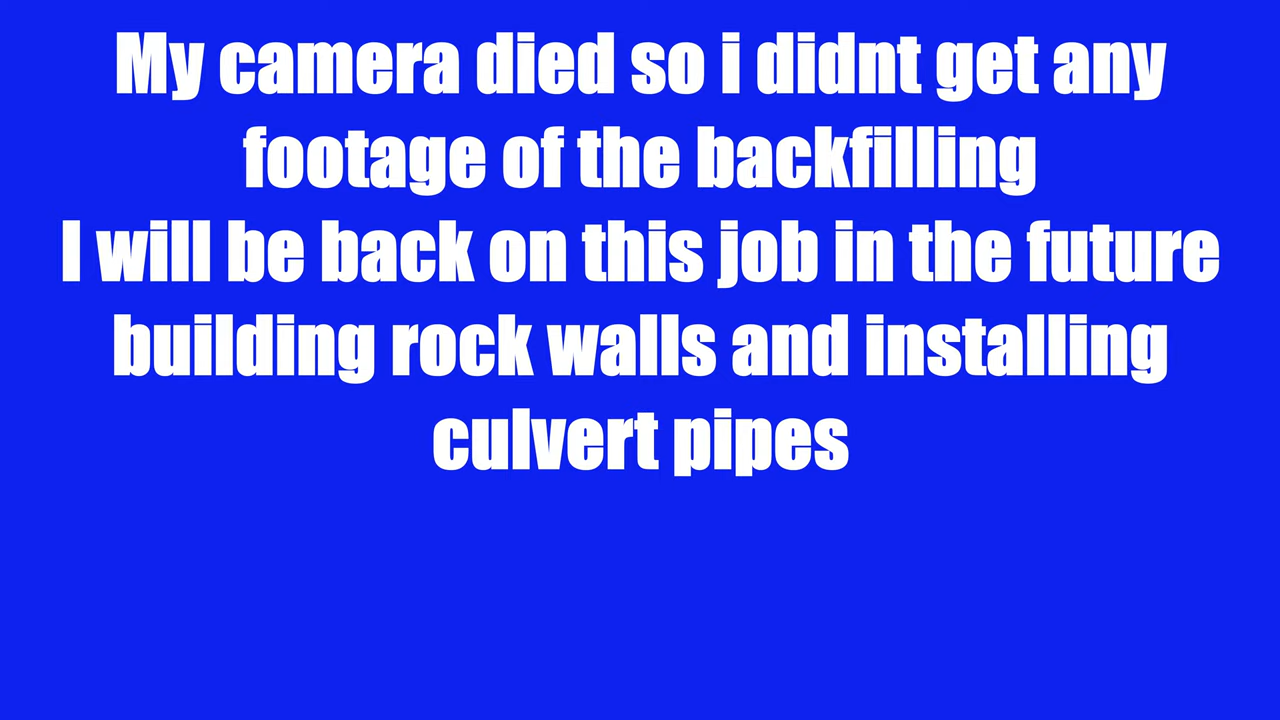 My camera died so i didnt get any
footage of the backfilling
I will be back on this job in the future
building rock walls and installing
culvert pipes